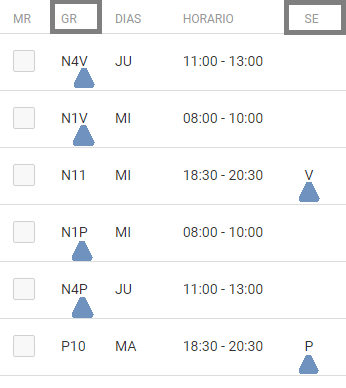 MR GR DIAS HORARIO SE
N4V JU 11:00 - 13:00
N1V MI 08:00 - 10:00
N11 MI 18:30 - 20:30 V
N1P MI 08:00 - 10:00
N4P JU 11:00 - 13:00
P10 MA 18:30 - 20:30 P